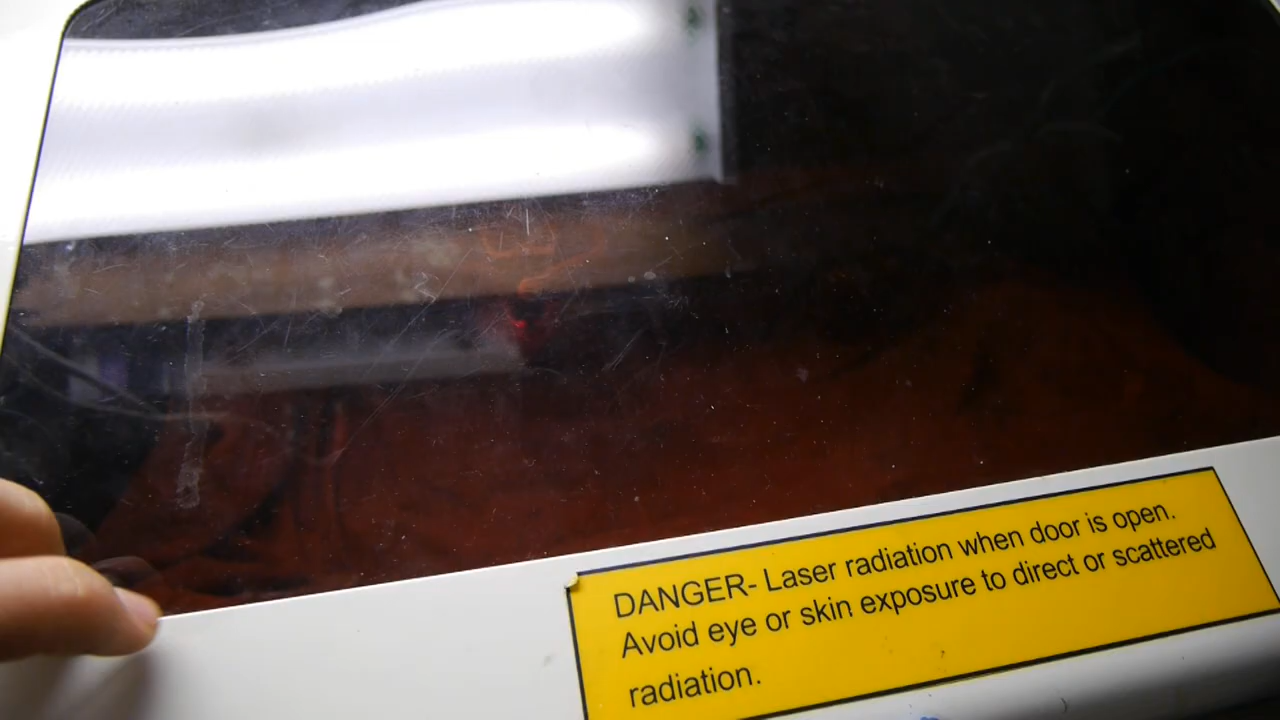 DANGER- Laser radiation when door is open.
Avoid eye or skin exposure to direct or scattered
radiation.